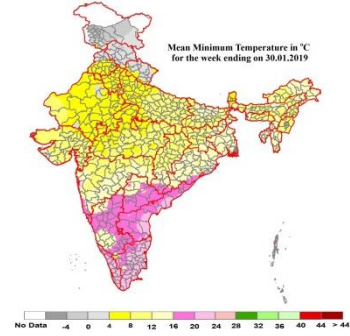 Mean Minimum Temperature in °C
for the week ending on 30.01.2019
No Data -4 0 4 8 12 16 20 24 28 32 36 40 44 > 44